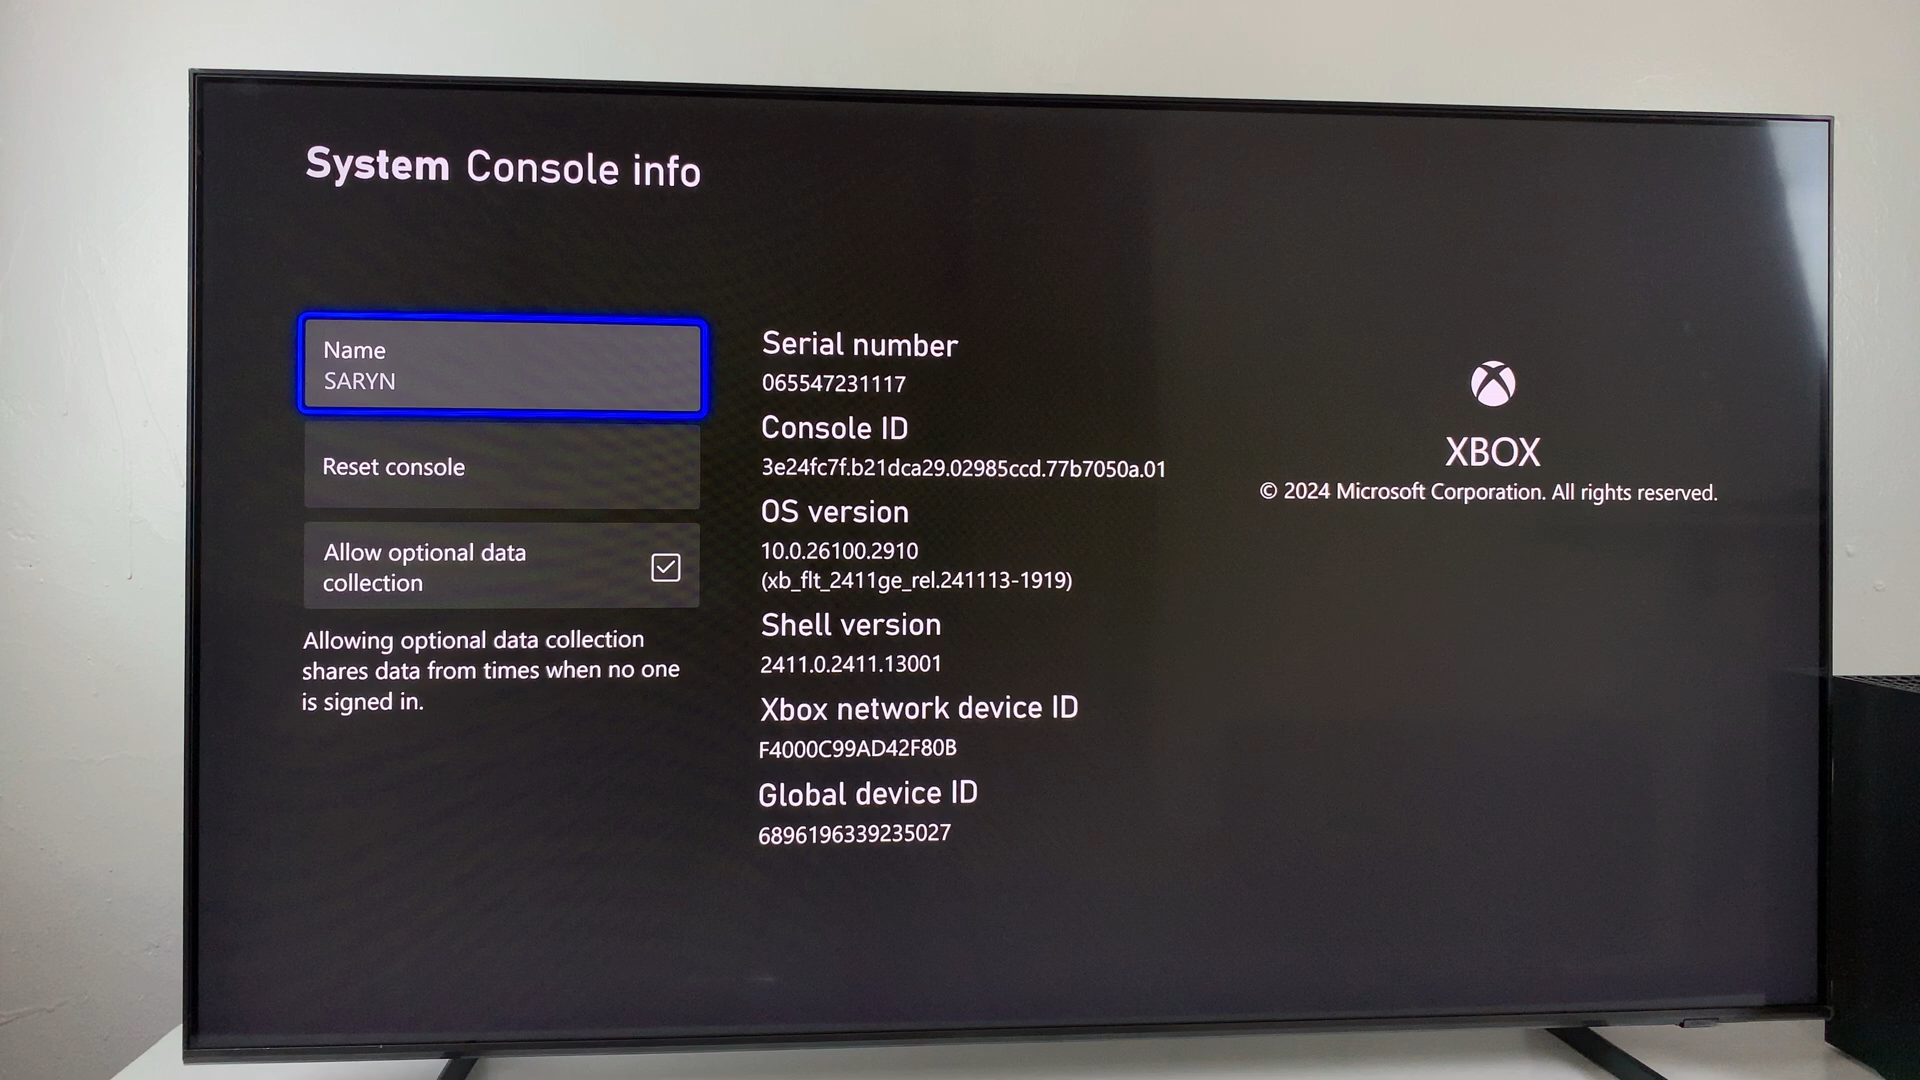 System Console info
Name
SARYN
Reset console
Allow optional data
collection
Allowing optional data collection
shares data from times when no one
is signed in.
Serial number
065547231117
Console ID
3e24fc7f.b21dca29.02985ccd.77b7050a.01
OS version
10.0.26100.2910
(xb_flt_2411ge_rel.241113-1919)
Shell version
2411.0.2411.13001
Xbox network device ID
F4000C99AD42F80B
Global device ID
6896196339235027
XBOX
© 2024 Microsoft Corporation. All rights reserved.